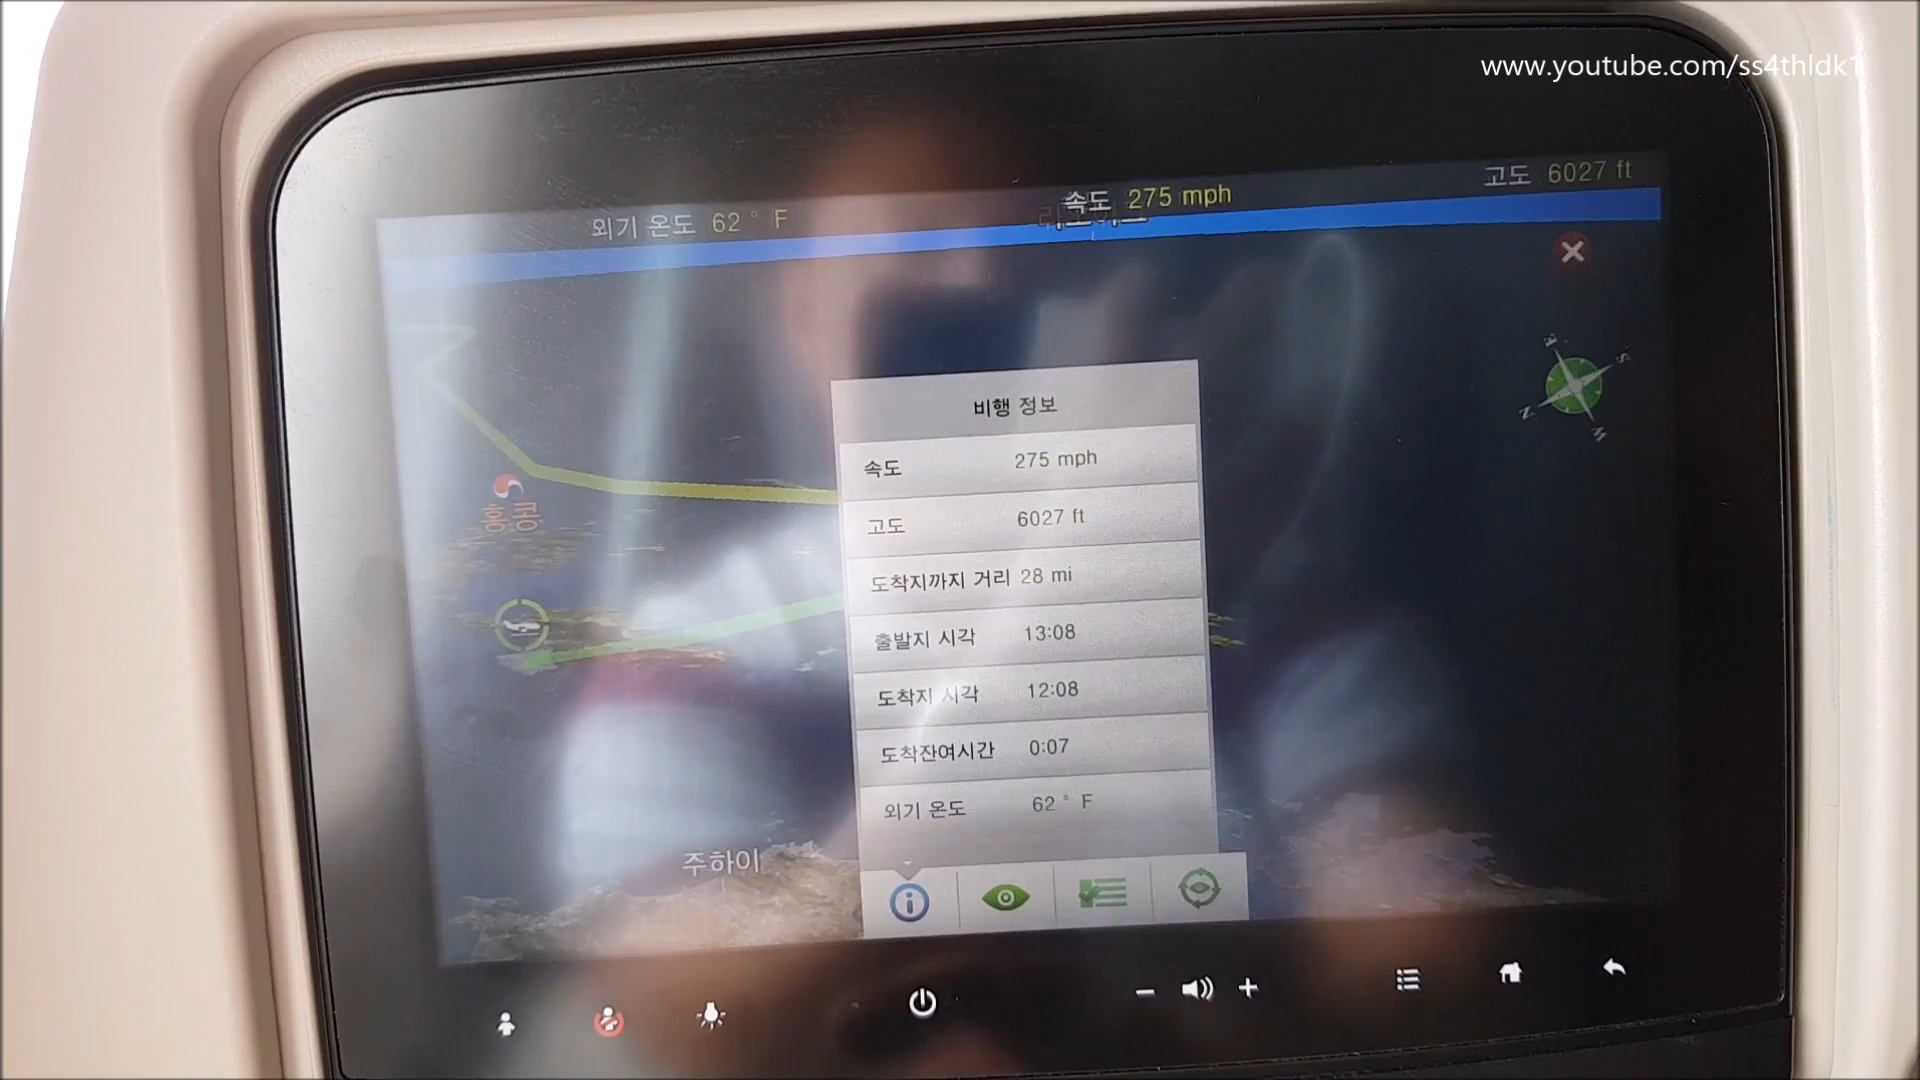 www.youtube.com/ss4thldk1
외기 온도 62 ° F
속도 275 mph
고도 6027 ft
E
S
N
W
홍콩
비행 정보
속도 275 mph
고도 6027 ft
도착지까지 거리 28 mi
출발지 시각 13:08
도착지 시각 12:08
도착잔여시간 0:07
외기 온도 62 ° F
주하이